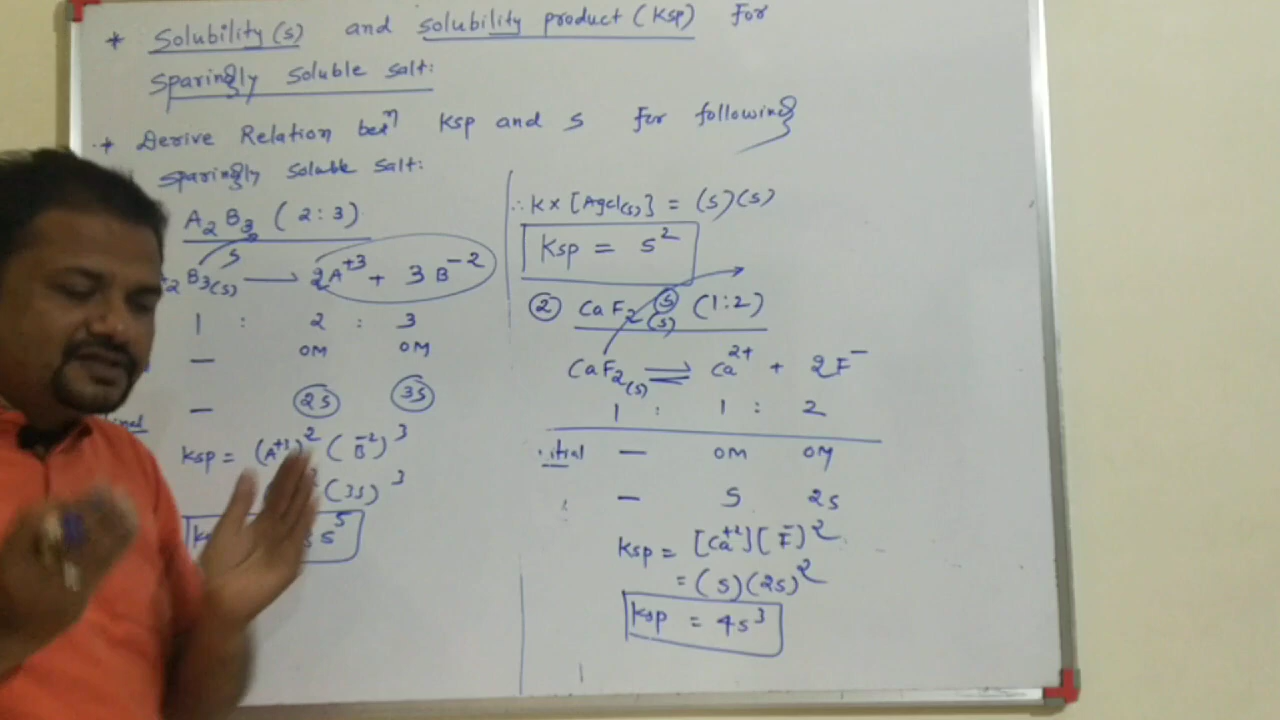 * Solubility (s) and solubility product (Ksp) For
Sparingly Soluble salt:
* Derive Relation betⁿ Ksp and S For following
Sparingly soluble salt:
A₂B₃ (2:3)
₂B₃(s) ⟶ 2A⁺³ + 3B⁻²
S
1 : 2 : 3
— 0M 0M
— 2S 3S
Ksp = (A⁺³)² (B⁻²)³
² (3S)³
S⁵
∴ K × [AgCl(s)] = (S)(S)
Ksp = S²
② CaF₂(s) (1:2)
S
CaF₂(s) ⇌ Ca²⁺ + 2F⁻
1 : 1 : 2
— 0M 0M
— S 2S
Ksp = [Ca⁺²][F⁻]²
= (S)(2S)²
Ksp = 4S³